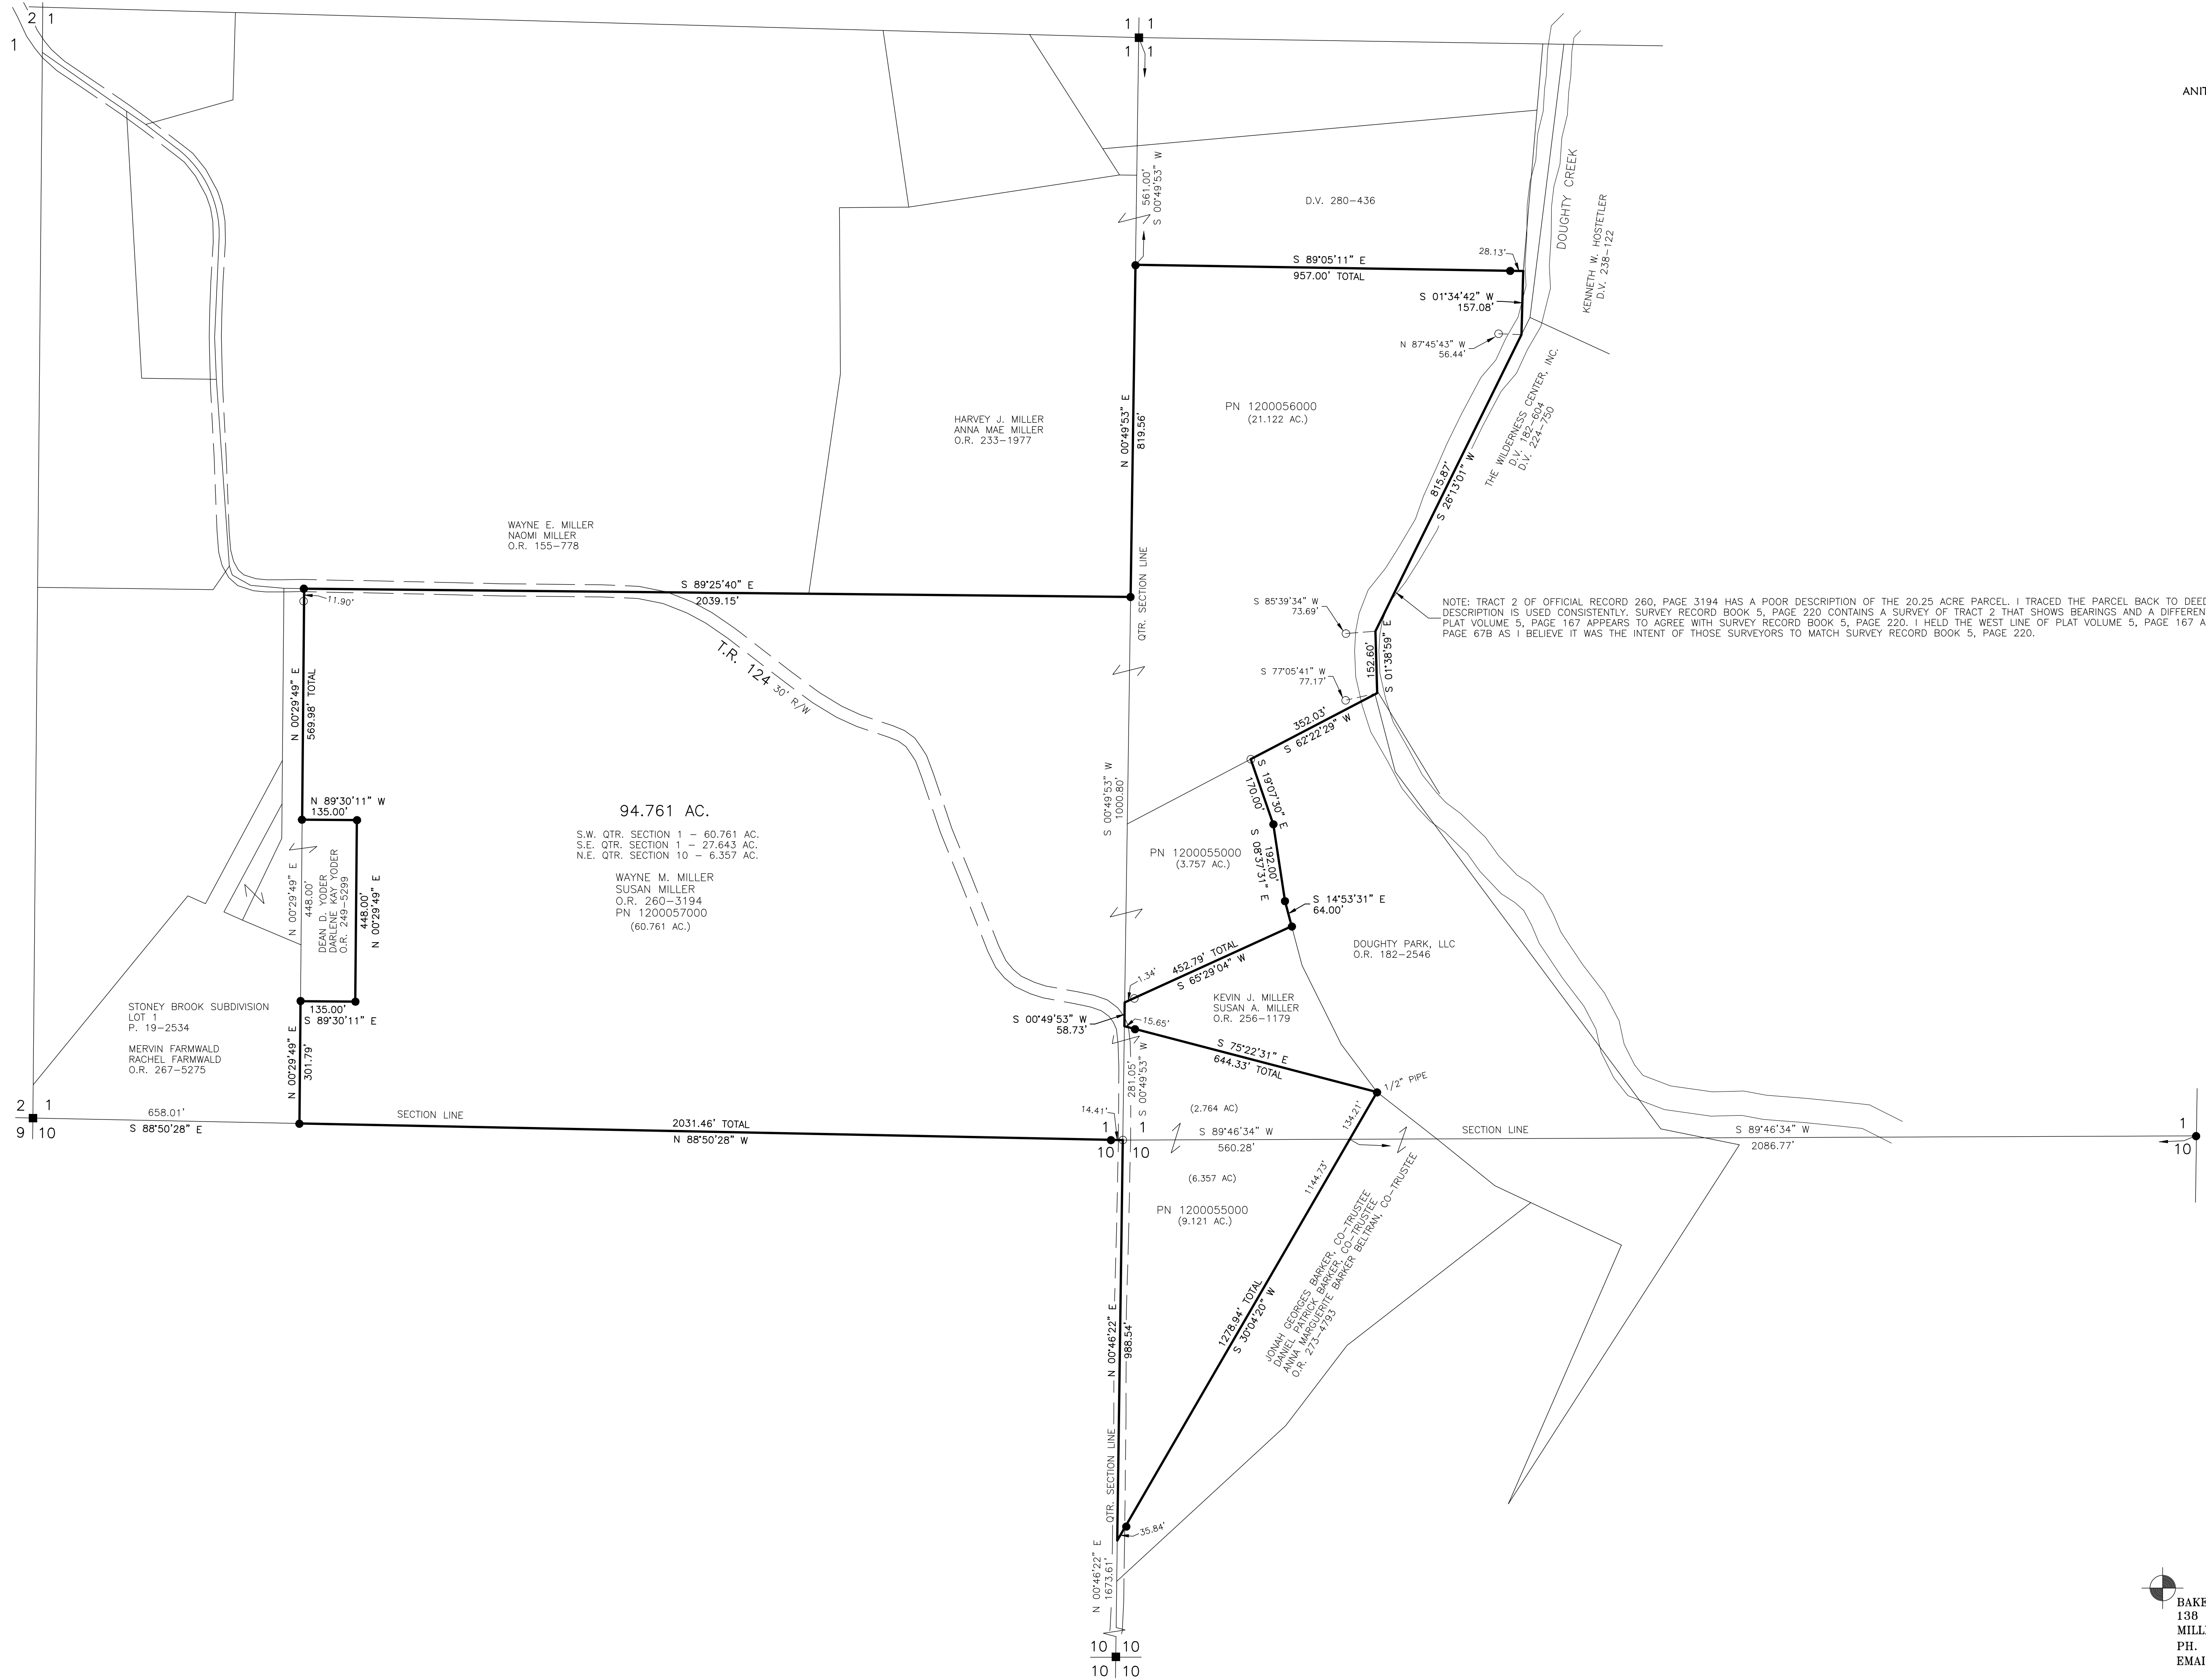 2 1
1
1 1
1 1
ANIT
561.00'
S 00°49'53" W
D.V. 280-436
DOUGHTY CREEK
KENNETH W. HOSTETLER
D.V. 238-122
28.13'
S 89°05'11" E
957.00' TOTAL
S 01°34'42" W
157.08'
N 87°45'43" W
56.44'
THE WILDERNESS CENTER, INC.
D.V. 182-604
D.V. 224-750
HARVEY J. MILLER
ANNA MAE MILLER
O.R. 233-1977
N 00°49'53" E
819.56'
PN 1200056000
(21.122 AC.)
815.87'
S 26°13'01" W
WAYNE E. MILLER
NAOMI MILLER
O.R. 155-778
QTR. SECTION LINE
S 89°25'40" E
2039.15'
11.90'
S 85°39'34" W
73.69'
NOTE: TRACT 2 OF OFFICIAL RECORD 260, PAGE 3194 HAS A POOR DESCRIPTION OF THE 20.25 ACRE PARCEL. I TRACED THE PARCEL BACK TO DEED
DESCRIPTION IS USED CONSISTENTLY. SURVEY RECORD BOOK 5, PAGE 220 CONTAINS A SURVEY OF TRACT 2 THAT SHOWS BEARINGS AND A DIFFEREN
PLAT VOLUME 5, PAGE 167 APPEARS TO AGREE WITH SURVEY RECORD BOOK 5, PAGE 220. I HELD THE WEST LINE OF PLAT VOLUME 5, PAGE 167 A
PAGE 67B AS I BELIEVE IT WAS THE INTENT OF THOSE SURVEYORS TO MATCH SURVEY RECORD BOOK 5, PAGE 220.
152.60'
S 01°38'59" E
S 77°05'41" W
77.17'
T.R. 124 30' R/W
N 00°29'49" E
569.98' TOTAL
352.03'
S 62°22'29" W
S 19°07'30" E
170.00'
S 00°49'53" W
1000.80'
N 89°30'11" W
135.00'
94.761 AC.
S.W. QTR. SECTION 1 - 60.761 AC.
S.E. QTR. SECTION 1 - 27.643 AC.
N.E. QTR. SECTION 10 - 6.357 AC.
WAYNE M. MILLER
SUSAN MILLER
O.R. 260-3194
PN 1200057000
(60.761 AC.)
PN 1200055000
(3.757 AC.)
192.00'
S 08°37'31" E
S 14°53'31" E
64.00'
N 00°29'49" E
448.00'
DEAN D. YODER
DARLENE KAY YODER
O.R. 249-5299
448.00'
N 00°29'49" E
DOUGHTY PARK, LLC
O.R. 182-2546
1.34'
452.79' TOTAL
S 65°29'04" W
KEVIN J. MILLER
SUSAN A. MILLER
O.R. 256-1179
STONEY BROOK SUBDIVISION
LOT 1
P. 19-2534
MERVIN FARMWALD
RACHEL FARMWALD
O.R. 267-5275
135.00'
S 89°30'11" E
N 00°29'49" E
301.79'
S 00°49'53" W
58.73'
15.65'
S 75°22'31" E
644.33' TOTAL
281.05'
S 00°49'53" W
1/2" PIPE
2 1
9 10
658.01'
S 88°50'28" E
SECTION LINE
2031.46' TOTAL
N 88°50'28" W
14.41'
1 1
10 10
(2.764 AC)
S 89°46'34" W
560.28'
134.21'
SECTION LINE
S 89°46'34" W
2086.77'
1
10
(6.357 AC)
1144.73'
PN 1200055000
(9.121 AC.)
JONAH GEORGES BARKER, CO-TRUSTEE
DANIEL PATRICK BARKER, CO-TRUSTEE
ANNA MARGUERITE BARKER BELTRAN, CO-TRUSTEE
O.R. 273-4793
1278.94' TOTAL
S 30°04'20" W
N 00°46'22" E
988.54'
QTR. SECTION LINE
35.84'
N 00°46'22" E
1673.61'
10 10
10 10
BAKE
138
MILL
PH.
EMAI